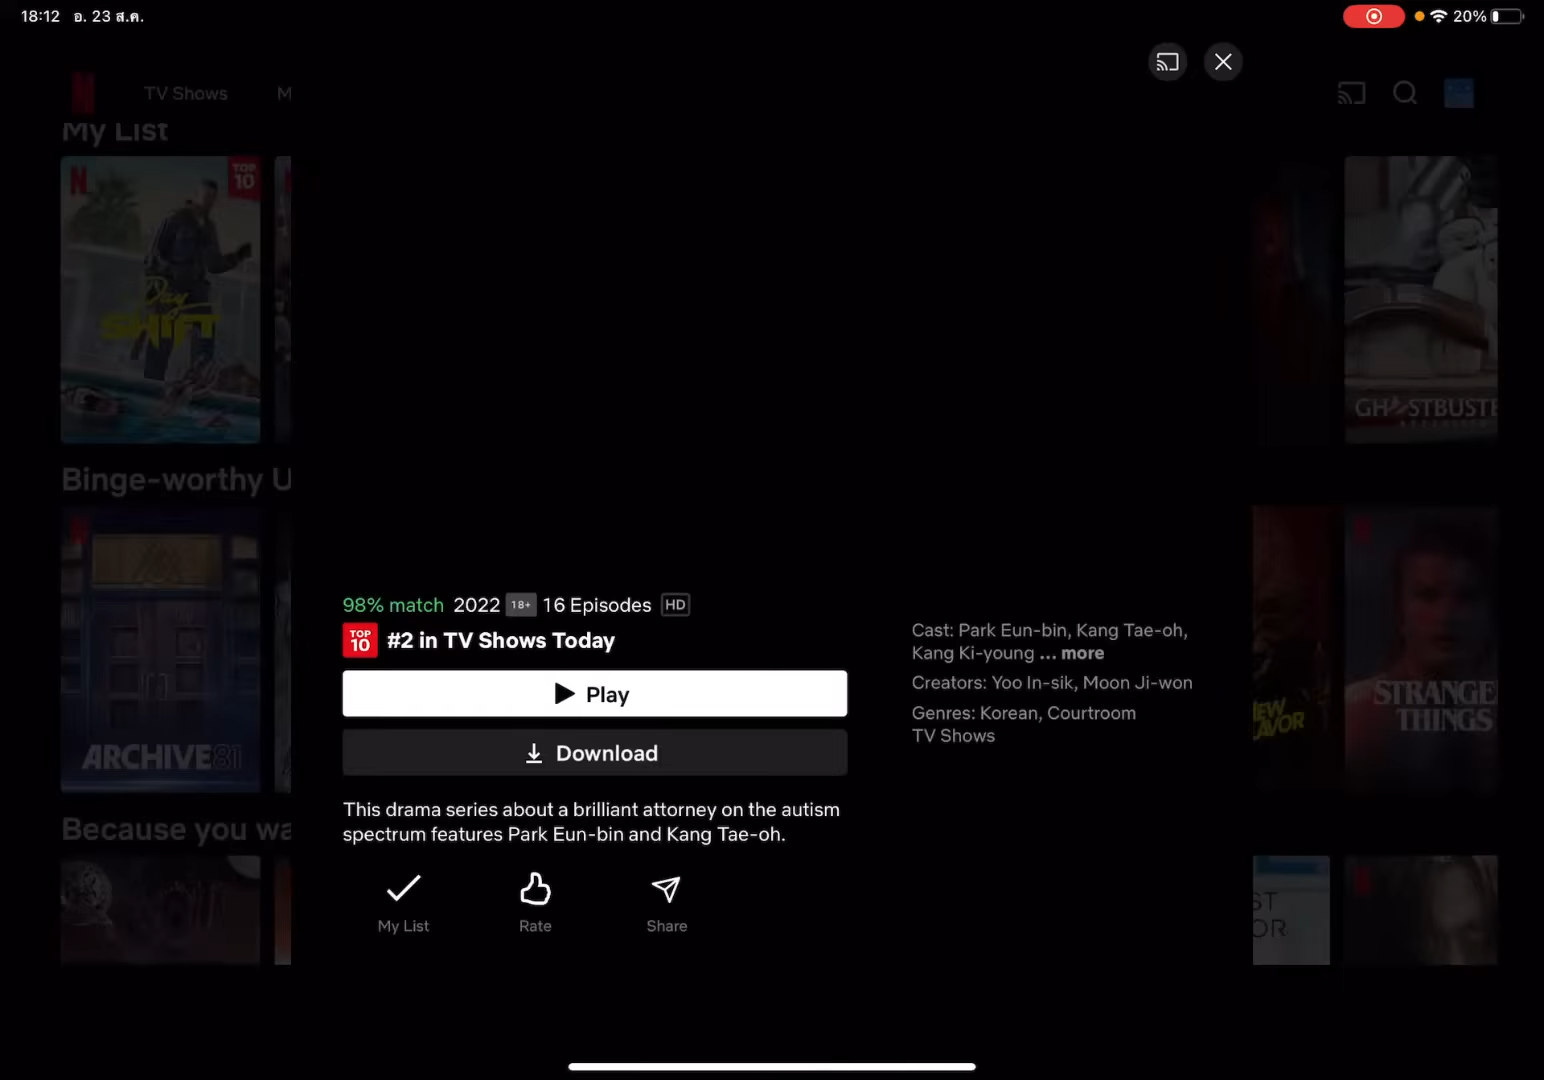 18:12 อ. 23 ส.ค.
20%
TV Shows M
My List
TOP 10
Day SHIFT
GHOSTBUSTE
Binge-worthy U
ARCHIVE 81
STRANGE THINGS
98% match 2022 18+ 16 Episodes HD
TOP 10 #2 in TV Shows Today
Play
Download
This drama series about a brilliant attorney on the autism
spectrum features Park Eun-bin and Kang Tae-oh.
My List Rate Share
Cast: Park Eun-bin, Kang Tae-oh,
Kang Ki-young ... more
Creators: Yoo In-sik, Moon Ji-won
Genres: Korean, Courtroom
TV Shows
Because you wa